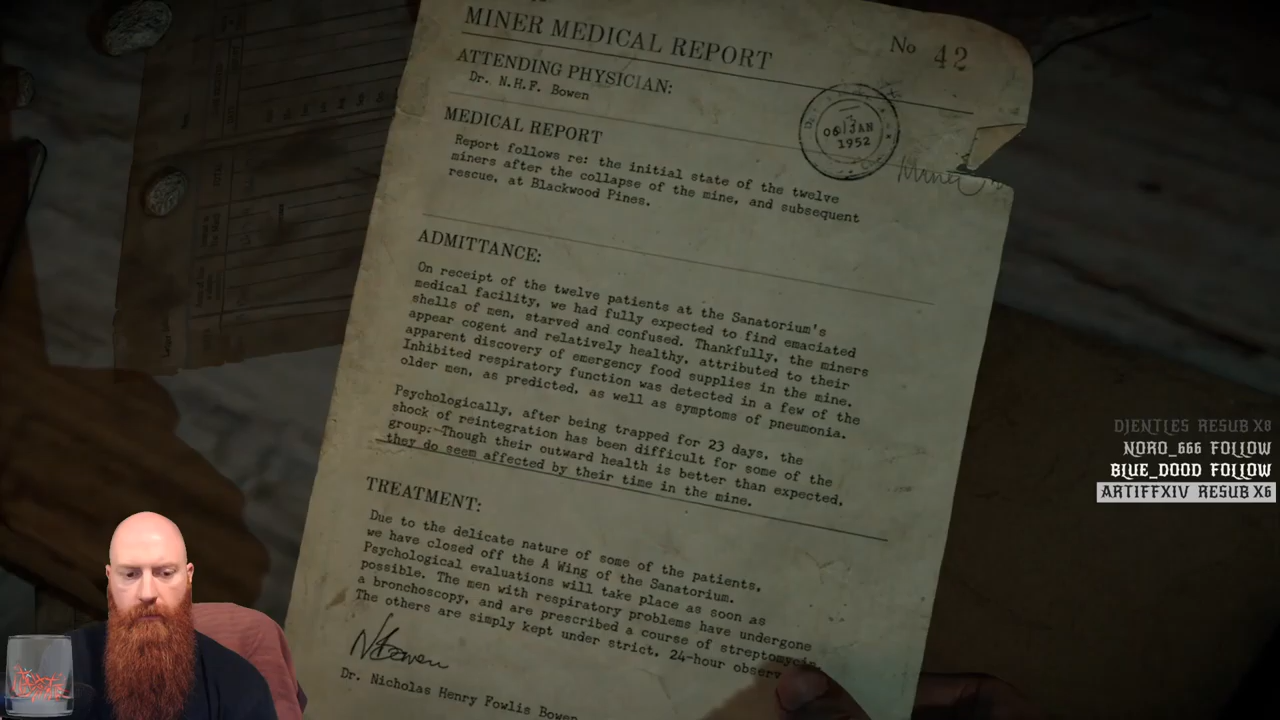 MINER MEDICAL REPORT
No 42
ATTENDING PHYSICIAN:
Dr. N.H.F. Bowen
MEDICAL REPORT
1952
Report follows re: the initial state of the twelve
miners after the collapse of the mine, and subsequent
rescue, at Blackwood Pines.
ADMITTANCE:
On receipt of the twelve patients at the Sanatorium's
medical facility, we had fully expected to find emaciated
shells of men, starved and confused. Thankfully, the miners
appear cogent and relatively healthy, attributed to their
apparent discovery of emergency food supplies in the mine.
Inhibited respiratory function was detected in a few of the
older men, as predicted, as well as symptoms of pneumonia.
Psychologically, after being trapped for 23 days, the
shock of reintegration has been difficult for some of the
group. Though their outward health is better than expected,
they do seem affected by their time in the mine.
TREATMENT:
Due to the delicate nature of some of the patients,
we have closed off the A Wing of the Sanatorium.
Psychological evaluations will take place as soon as
possible. The men with respiratory problems have undergone
a bronchoscopy, and are prescribed a course of streptomycin.
The others are simply kept under strict, 24-hour observ
NBowen
Dr. Nicholas Henry Fowlis Bowen
DJENTLES RESUB X8
NORO_666 FOLLOW
BLUE_DOOD FOLLOW
ARTIFFXIV RESUB X6